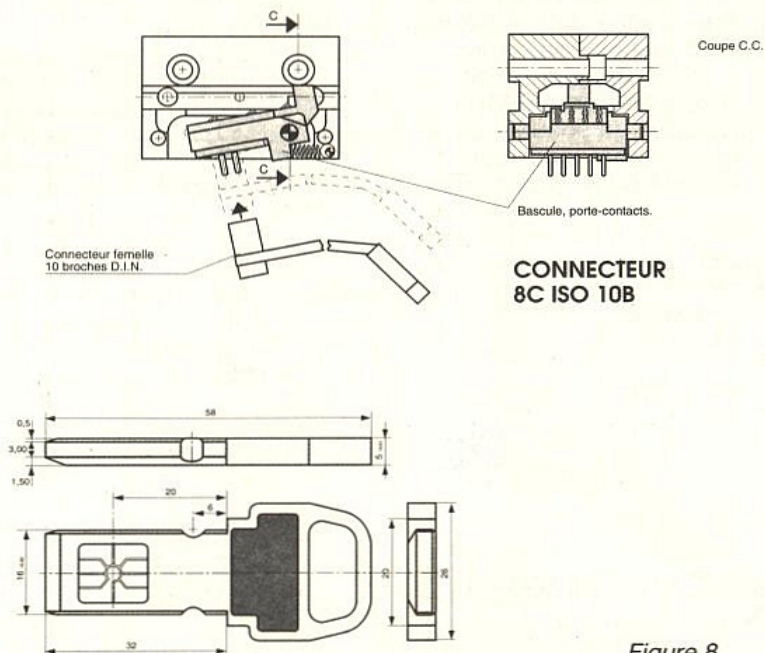 C
Coupe C.C.
C
Bascule, porte-contacts.
Connecteur femelle
10 broches D.I.N.
CONNECTEUR
8C ISO 10B
58
0,5
3,00
1,50
5
20
6
16
20
26
32
Figure 8